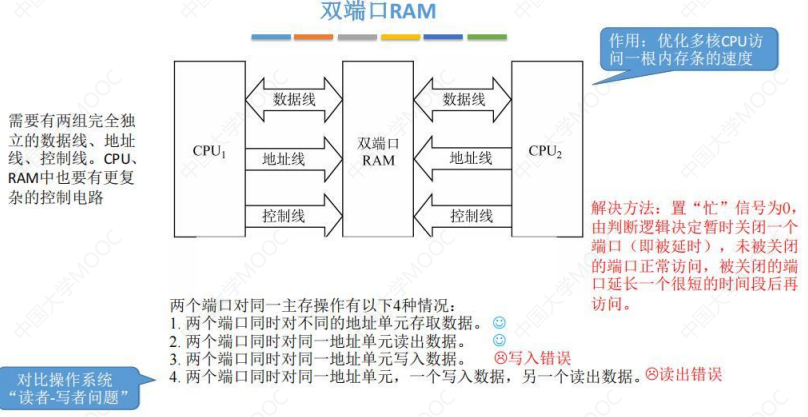 双端口RAM
作用：优化多核CPU访
问一根内存条的速度
需要有两组完全独
立的数据线、地址
线、控制线。CPU、
RAM中也要有更复
杂的控制电路
CPU1
数据线
地址线
控制线
双端口
RAM
数据线
地址线
控制线
CPU2
解决方法：置“忙”信号为0，
由判断逻辑决定暂时关闭一个
端口（即被延时），未被关闭
的端口正常访问，被关闭的端
口延长一个很短的时间段后再
访问。
两个端口对同一主存操作有以下4种情况：
1. 两个端口同时对不同的地址单元存取数据。
2. 两个端口同时对同一地址单元读出数据。
3. 两个端口同时对同一地址单元写入数据。 写入错误
4. 两个端口同时对同一地址单元，一个写入数据，另一个读出数据。 读出错误
对比操作系统
“读者-写者问题”
中国大学MOOC